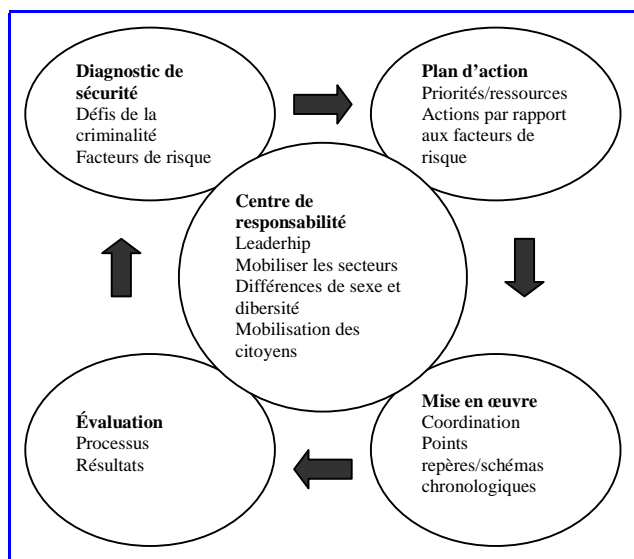 Diagnostic de
sécurité
Défis de la
criminalité
Facteurs de risque
Plan d'action
Priorités/ressources
Actions par rapport
aux facteurs de
risque
Centre de
responsabilité
Leaderhip
Mobiliser les secteurs
Différences de sexe et
dibersité
Mobilisation des
citoyens
Évaluation
Processus
Résultats
Mise en œuvre
Coordination
Points
repères/schémas
chronologiques